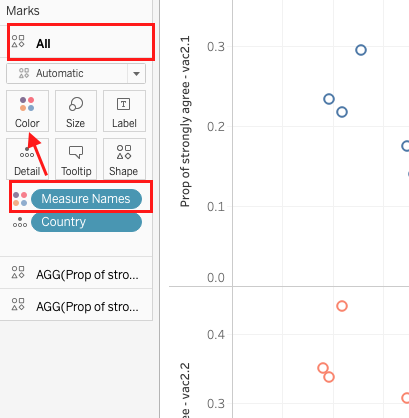 Marks
All
Automatic
Color Size Label
Detail Tooltip Shape
Measure Names
Country
AGG(Prop of stro...
AGG(Prop of stro...
Prop of strongly agree - vac2.1
0.3
0.2
0.1
0.0
ee - vac2.2
0.4
0.3